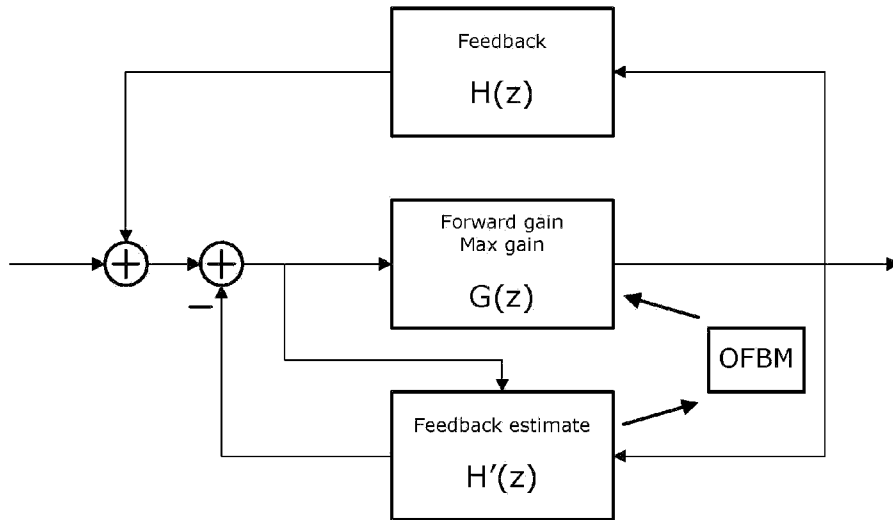 Feedback
H(z)
+
+
−
Forward gain
Max gain
G(z)
OFBM
Feedback estimate
H′(z)